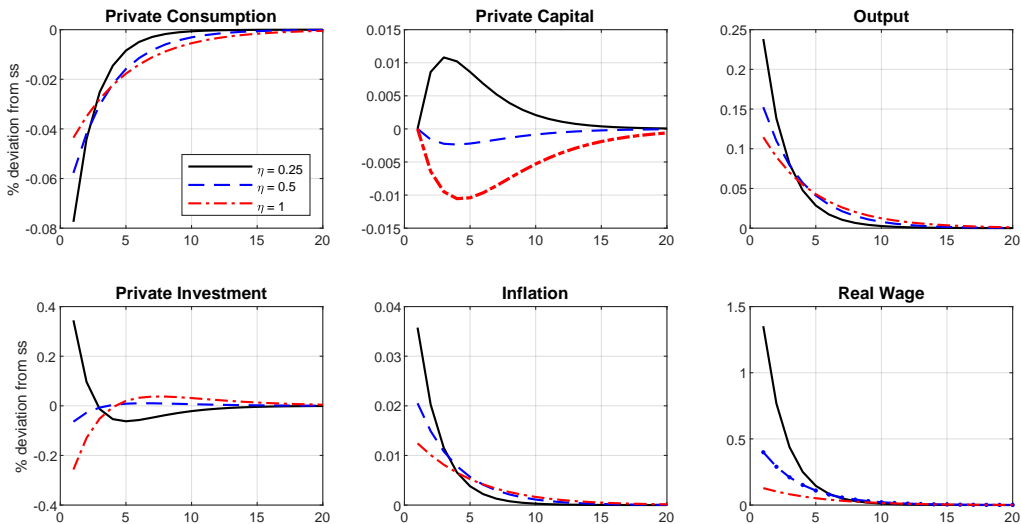 Private Consumption
Private Capital
Output
% deviation from ss
0
-0.02
-0.04
-0.06
-0.08
0 5 10 15 20
η = 0.25
η = 0.5
η = 1
0.015
0.01
0.005
0
-0.005
-0.01
-0.015
0 5 10 15 20
0.25
0.2
0.15
0.1
0.05
0
0 5 10 15 20
Private Investment
Inflation
Real Wage
% deviation from ss
0.4
0.2
0
-0.2
-0.4
0 5 10 15 20
0.04
0.03
0.02
0.01
0
0 5 10 15 20
1.5
1
0.5
0
0 5 10 15 20